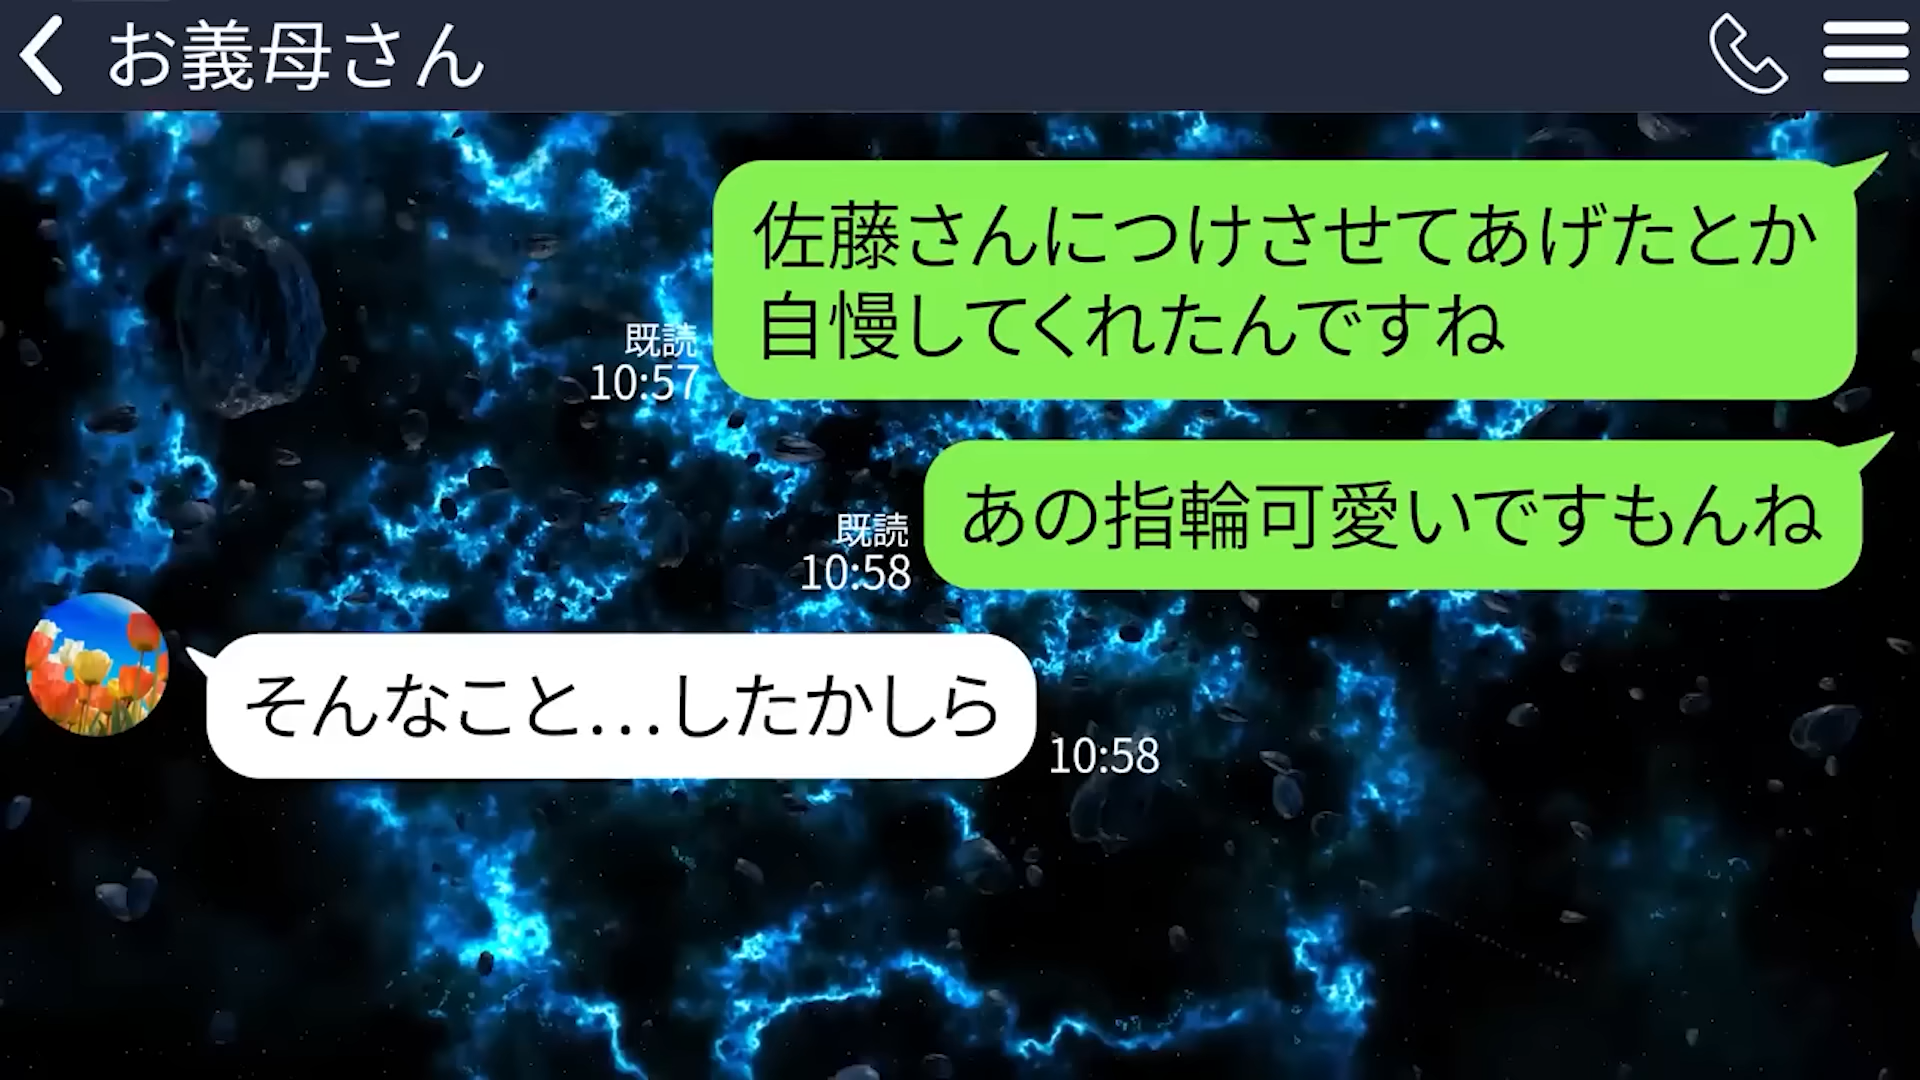 お義母さん
佐藤さんにつけさせてあげたとか
自慢してくれたんですね
既読
10:57
あの指輪可愛いですもんね
既読
10:58
そんなこと…したかしら
10:58